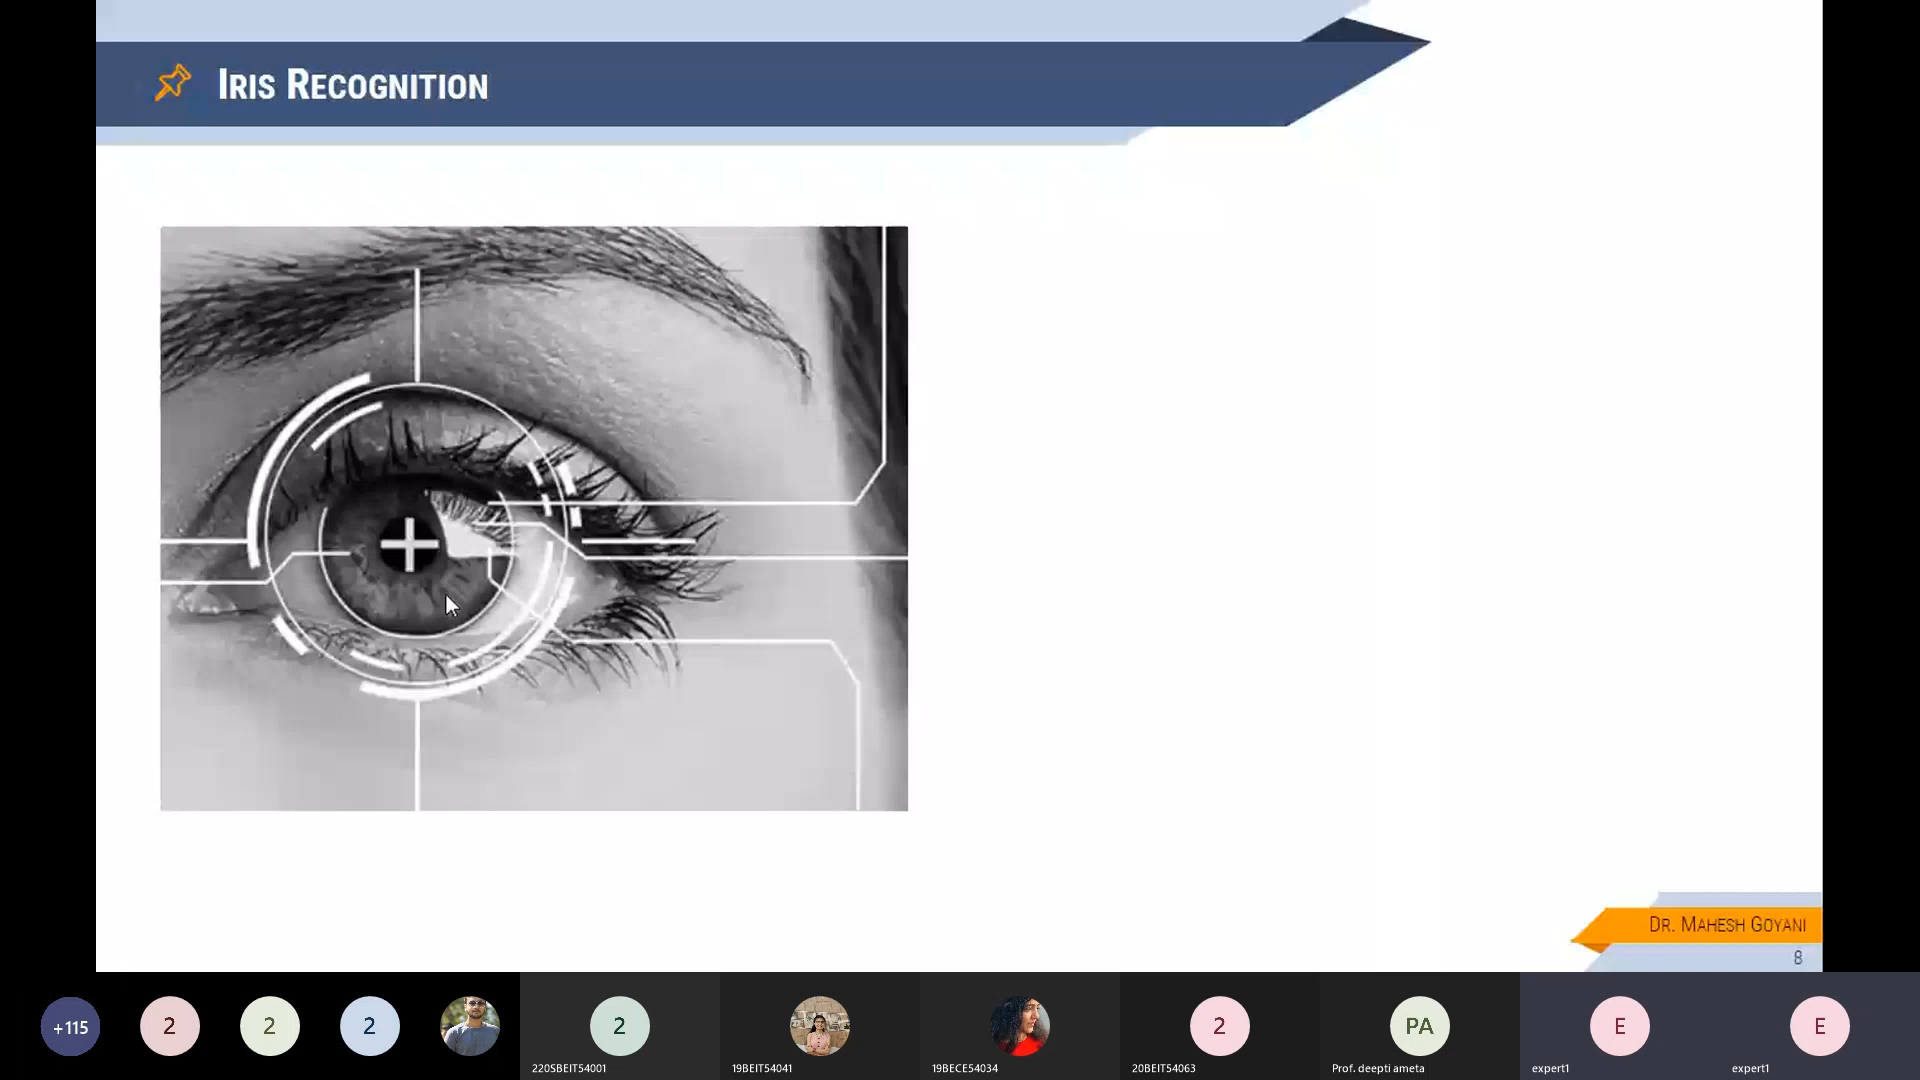 IRIS RECOGNITION
DR. MAHESH GOYANI
8
+115
2
2
2
2
2
PA
E
E
220SBEIT54001
19BEIT54041
19BECE54034
20BEIT54063
Prof. deepti ameta
expert1
expert1